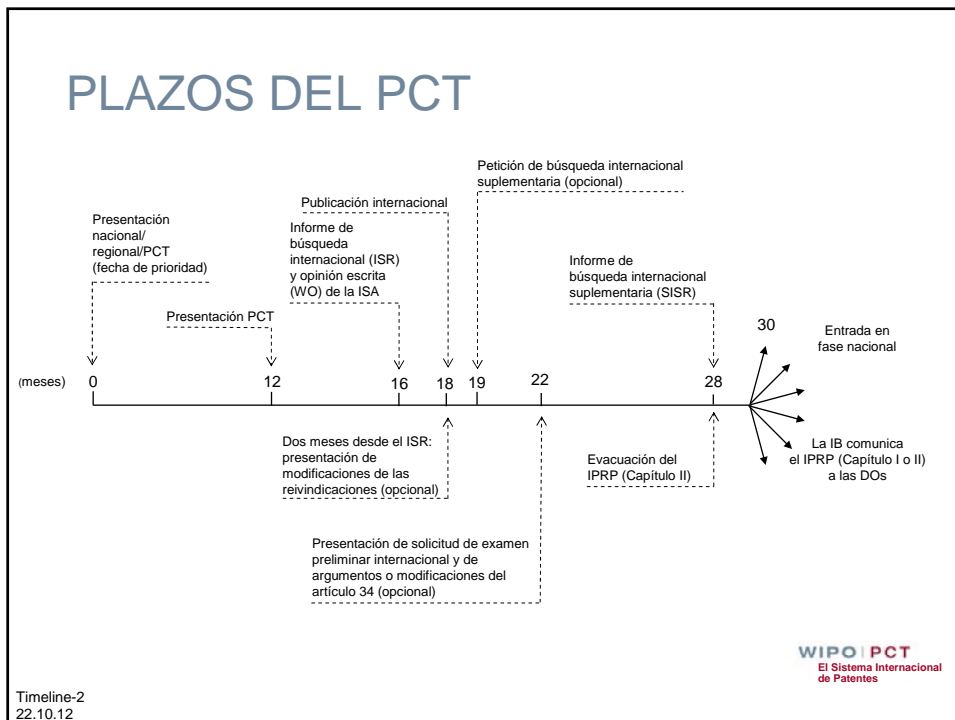 PLAZOS DEL PCT
Petición de búsqueda internacional
suplementaria (opcional)
Publicación internacional
Presentación
nacional/
regional/PCT
(fecha de prioridad)
Informe de
búsqueda
internacional (ISR)
y opinión escrita
(WO) de la ISA
Informe de
búsqueda internacional
suplementaria (SISR)
Presentación PCT
30
Entrada en
fase nacional
(meses) 0 12 16 18 19 22 28
Dos meses desde el ISR:
presentación de
modificaciones de las
reivindicaciones (opcional)
Evacuación del
IPRP (Capítulo II)
La IB comunica
el IPRP (Capítulo I o II)
a las DOs
Presentación de solicitud de examen
preliminar internacional y de
argumentos o modificaciones del
artículo 34 (opcional)
WIPO|PCT
El Sistema Internacional
de Patentes
Timeline-2
22.10.12